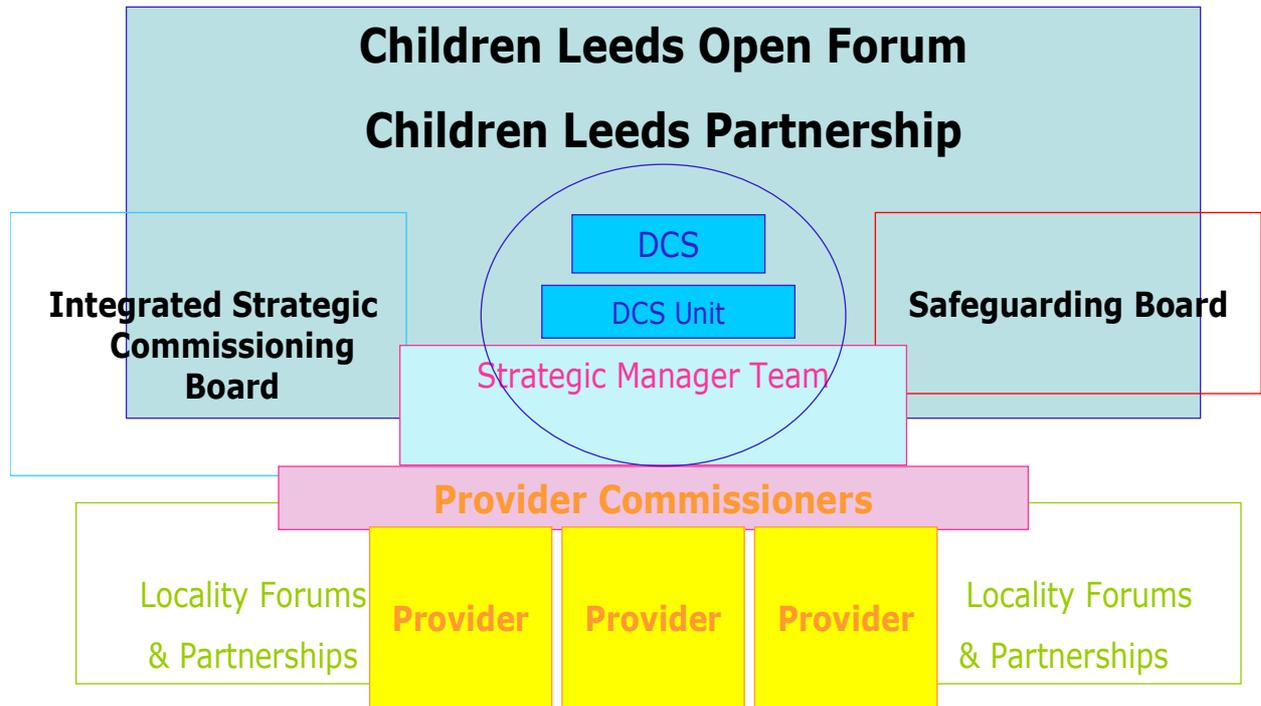 Children Leeds Open Forum
Children Leeds Partnership
DCS
DCS Unit
Integrated Strategic
Commissioning
Board
Safeguarding Board
Strategic Manager Team
Provider Commissioners
Locality Forums
& Partnerships
Provider
Provider
Provider
Locality Forums
& Partnerships